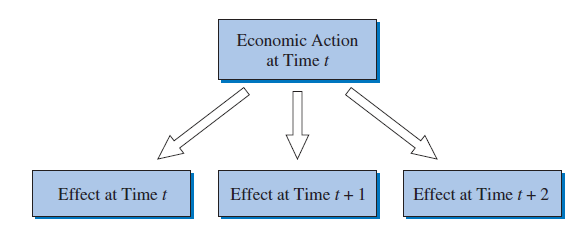 Economic Action
at Time t
Effect at Time t
Effect at Time t + 1
Effect at Time t + 2